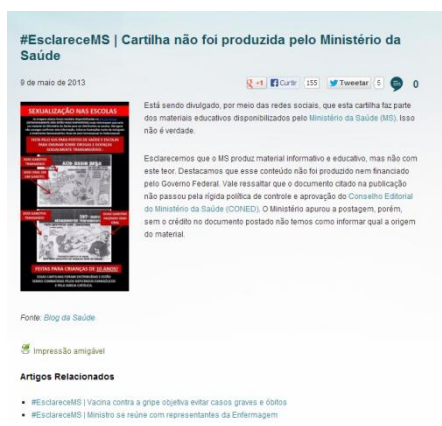 #EsclareceMS | Cartilha não foi produzida pelo Ministério da
Saúde
9 de maio de 2013
+1
Curtir
155
Tweetar
5
0
SEXUALIZAÇÃO NAS ESCOLAS
FEITAS PARA CRIANÇAS DE 10 ANOS!
Está sendo divulgado, por meio das redes sociais, que esta cartilha faz parte
dos materiais educativos disponibilizados pelo Ministério da Saúde (MS). Isso
não é verdade.
Esclarecemos que o MS produz material informativo e educativo, mas não com
este teor. Destacamos que esse conteúdo não foi produzido nem financiado
pelo Governo Federal. Vale ressaltar que o documento citado na publicação
não passou pela rígida política de controle e aprovação do Conselho Editorial
do Ministério da Saúde (CONED). O Ministério apurou a postagem, porém,
sem o crédito no documento postado não temos como informar qual a origem
do material.
Fonte: Blog da Saúde
Impressão amigável
Artigos Relacionados
#EsclareceMS | Vacina contra a gripe objetiva evitar casos graves e óbitos
#EsclareceMS | Ministro se reúne com representantes da Enfermagem